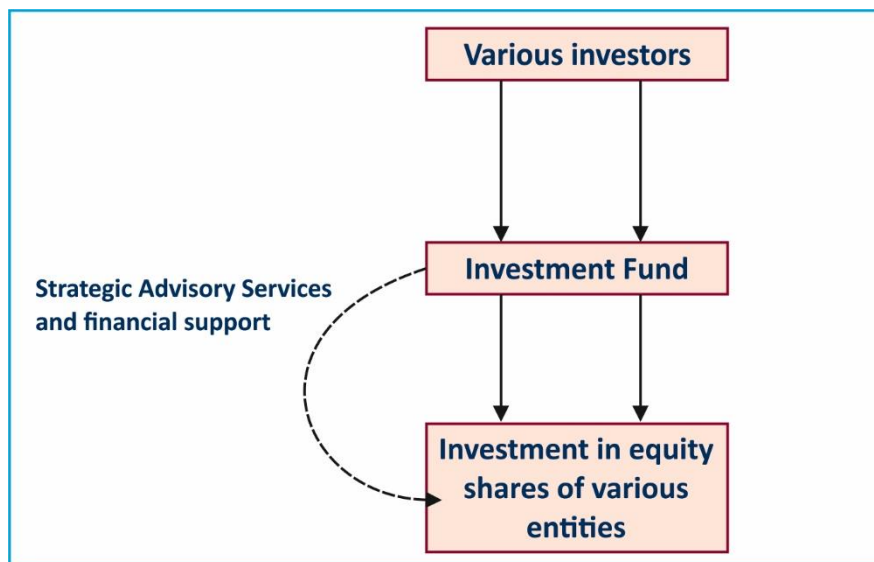 Various investors
Investment Fund
Strategic Advisory Services
and financial support
Investment in equity
shares of various
entities